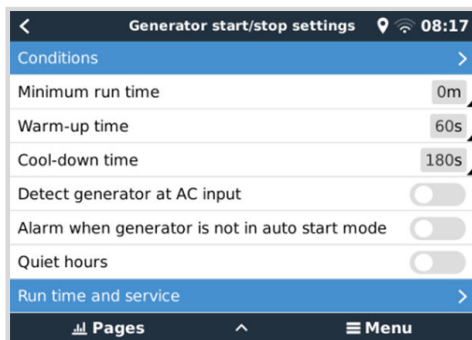 Generator start/stop settings 08:17
Conditions
Minimum run time 0m
Warm-up time 60s
Cool-down time 180s
Detect generator at AC input
Alarm when generator is not in auto start mode
Quiet hours
Run time and service
Pages Menu